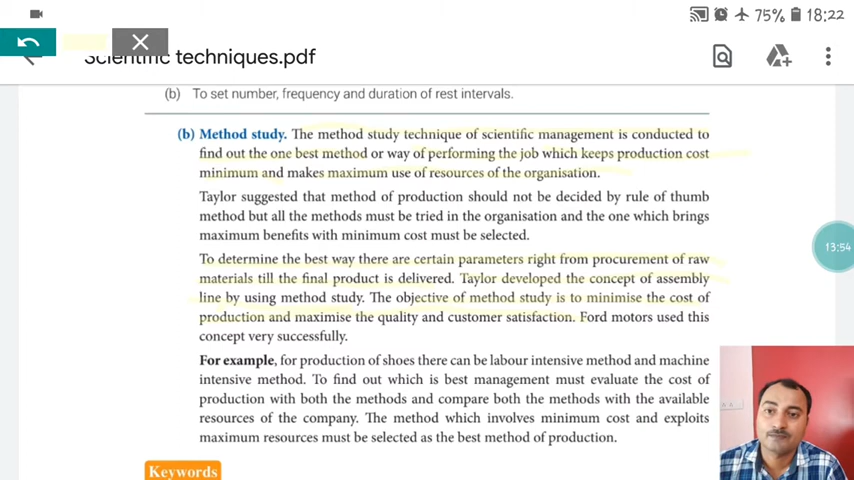 75% 18:22
Scientific techniques.pdf
(b) To set number, frequency and duration of rest intervals.
(b) Method study. The method study technique of scientific management is conducted to
find out the one best method or way of performing the job which keeps production cost
minimum and makes maximum use of resources of the organisation.
Taylor suggested that method of production should not be decided by rule of thumb
method but all the methods must be tried in the organisation and the one which brings
maximum benefits with minimum cost must be selected.
To determine the best way there are certain parameters right from procurement of raw
materials till the final product is delivered. Taylor developed the concept of assembly
line by using method study. The objective of method study is to minimise the cost of
production and maximise the quality and customer satisfaction. Ford motors used this
concept very successfully.
13:54
For example, for production of shoes there can be labour intensive method and machine
intensive method. To find out which is best management must evaluate the cost of
production with both the methods and compare both the methods with the available
resources of the company. The method which involves minimum cost and exploits
maximum resources must be selected as the best method of production.
Keywords